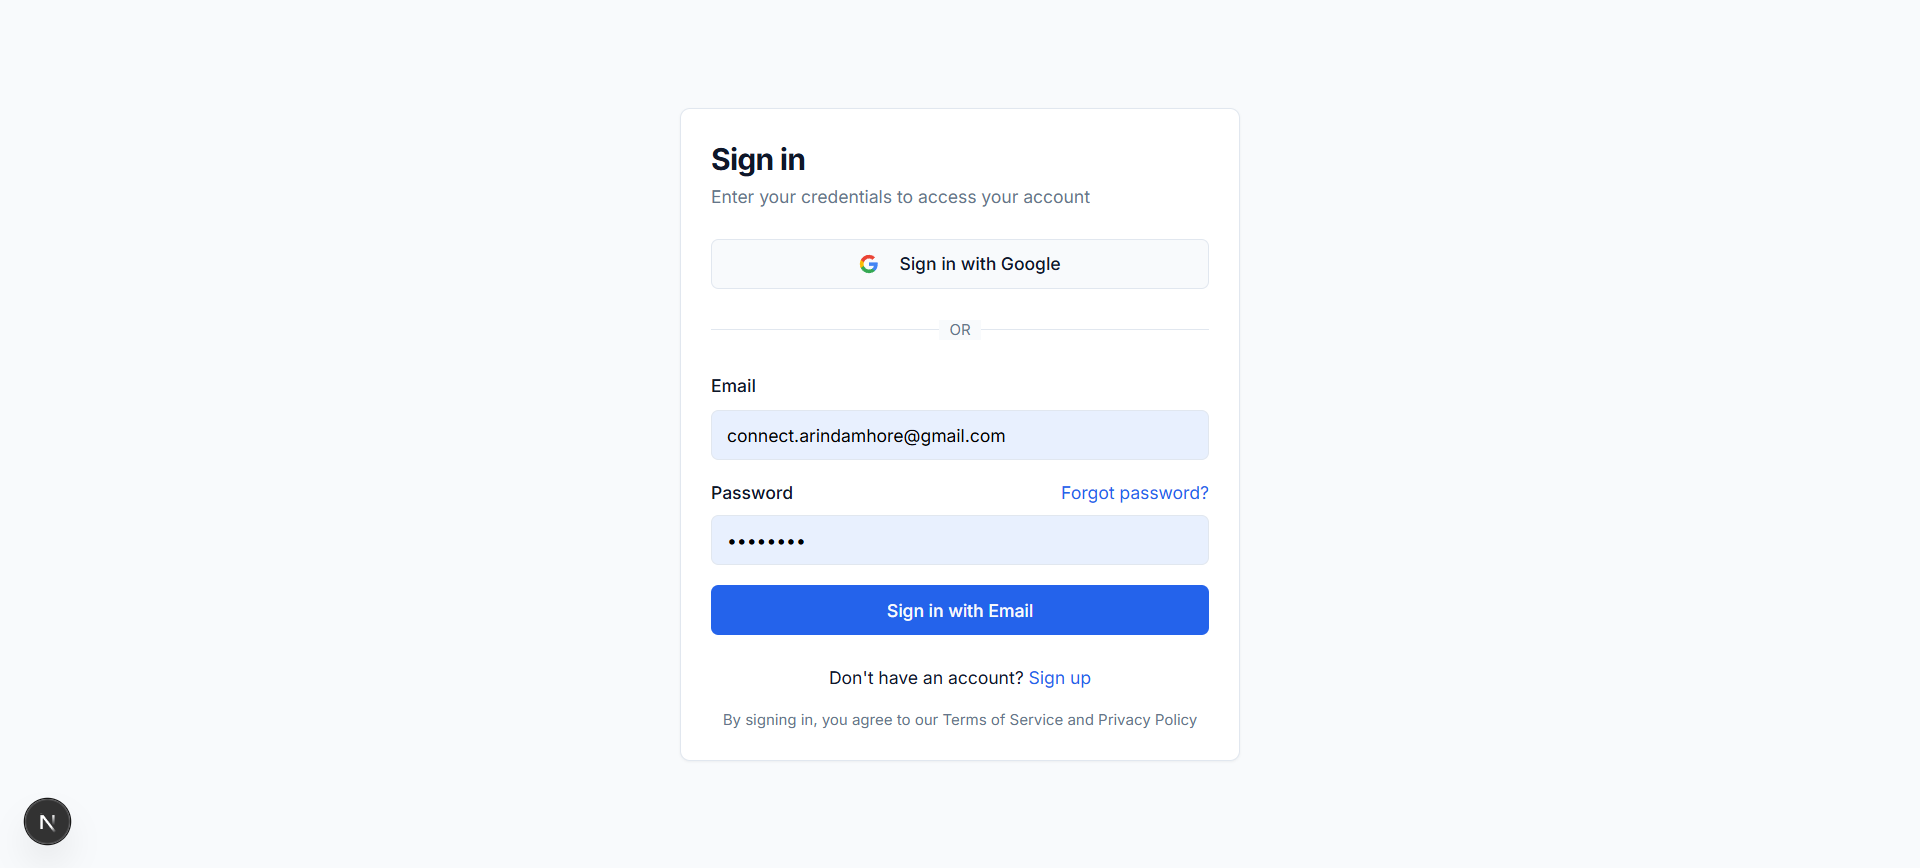 Sign in
Enter your credentials to access your account
Sign in with Google
OR
Email
connect.arindamhore@gmail.com
Password Forgot password?
••••••••
Sign in with Email
Don't have an account? Sign up
By signing in, you agree to our Terms of Service and Privacy Policy
N